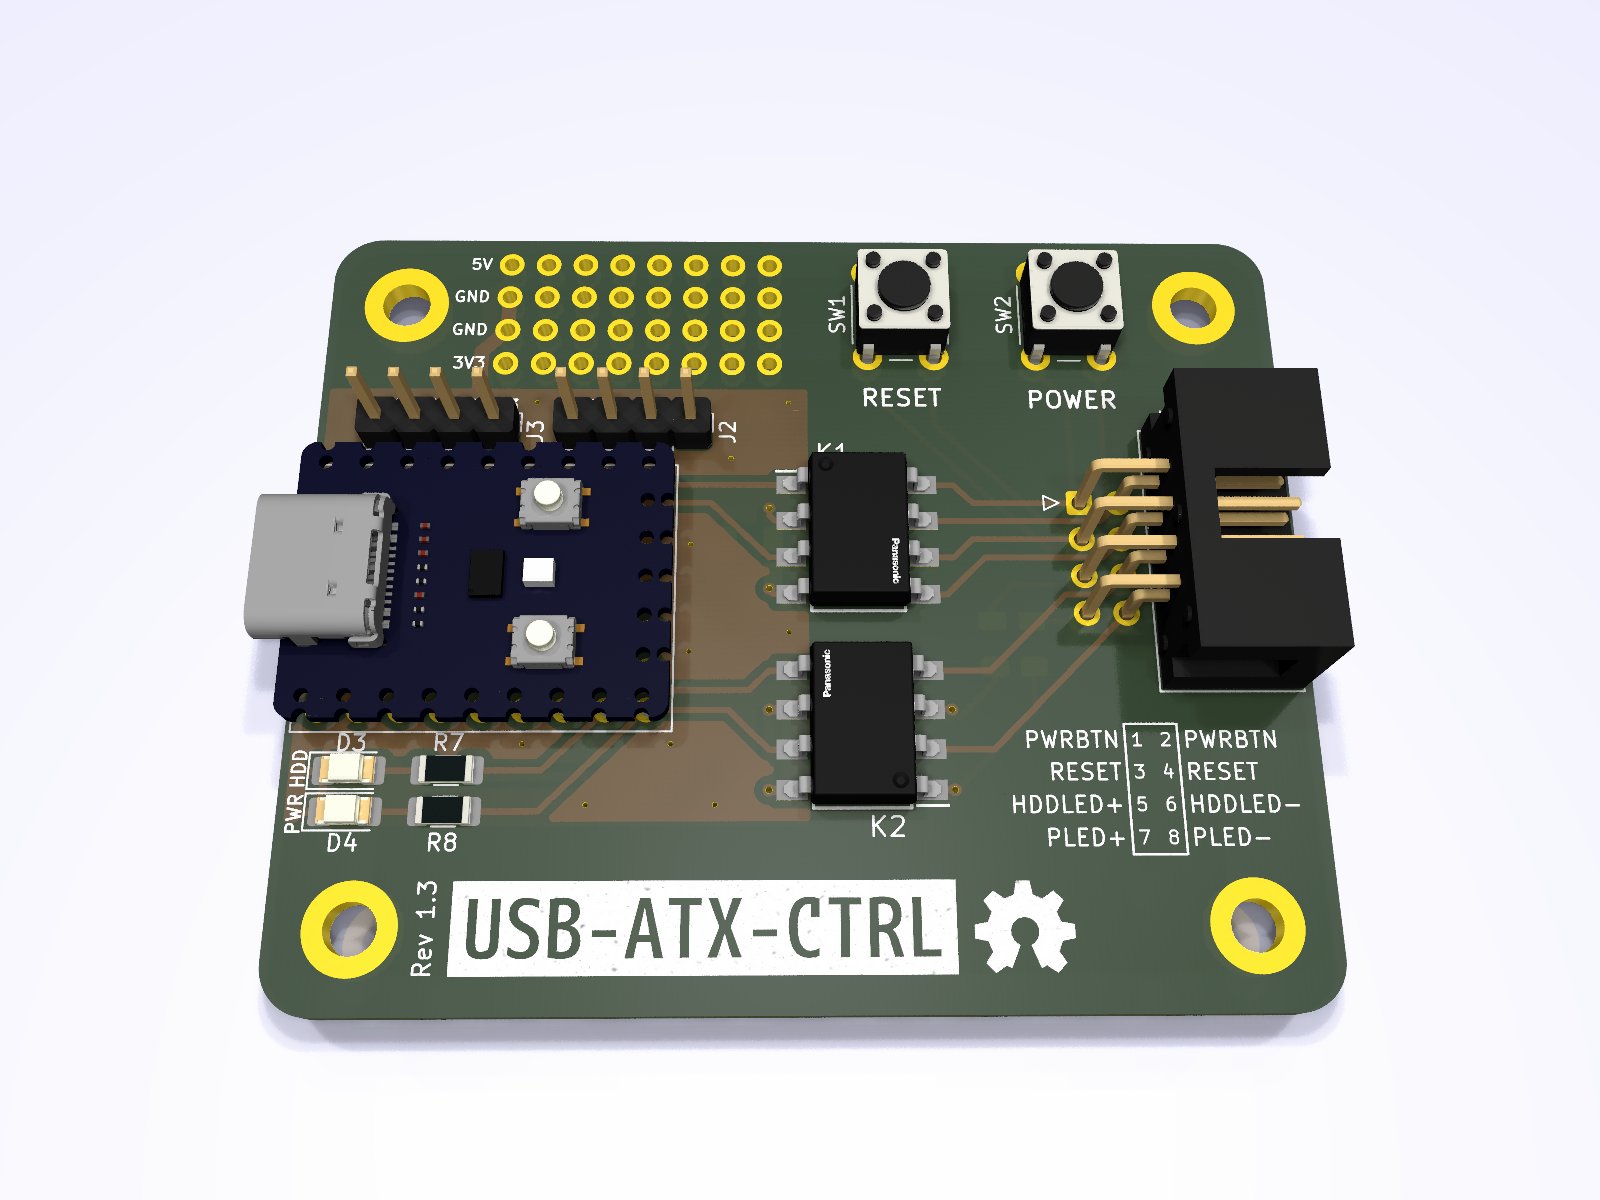 5V
GND
GND
3V3
SW1
SW2
RESET
POWER
J3
J2
K1
Panasonic
Panasonic
K2
D3
R7
HDD
PWR
D4
R8
PWRBTN 1 2 PWRBTN
RESET 3 4 RESET
HDDLED+ 5 6 HDDLED-
PLED+ 7 8 PLED-
Rev 1.3
USB-ATX-CTRL